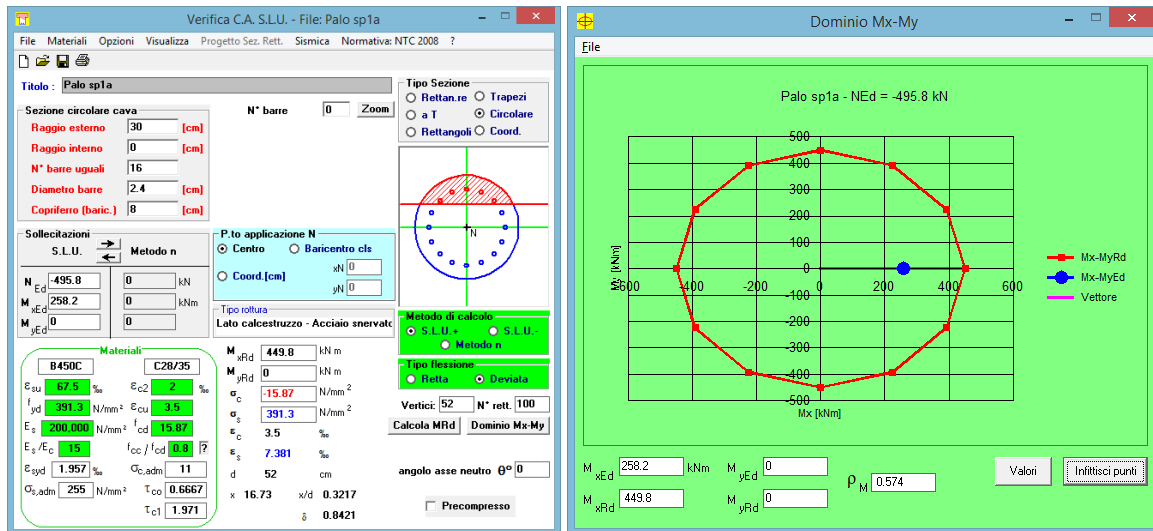 Verifica C.A. S.L.U. - File: Palo sp1a
File Materiali Opzioni Visualizza Progetto Sez. Rett. Sismica Normativa: NTC 2008 ?
Titolo : Palo sp1a
Sezione circolare cava
Raggio esterno 30 [cm]
Raggio interno 0 [cm]
N° barre uguali 16
Diametro barre 2.4 [cm]
Copriferro (baric.) 8 [cm]
N° barre 0 Zoom
Tipo Sezione
Rettan.re Trapezi
a T Circolare
Rettangoli Coord.
N
Sollecitazioni
S.L.U. Metodo n
N Ed -495.8 0 kN
M xEd 258.2 0 kNm
M yEd 0 0
P.to applicazione N
Centro Baricentro cls
Coord.[cm] xN 0
yN 0
Tipo rottura
Lato calcestruzzo - Acciaio snervato
Metodo di calcolo
S.L.U.+ S.L.U.-
Metodo n
Tipo flessione
Retta Deviata
Vertici: 52 N° rett. 100
Calcola MRd Dominio Mx-My
angolo asse neutro θ° 0
Precompresso
Materiali
B450C C28/35
εsu 67.5 ‰ εc2 2 ‰
fyd 391.3 N/mm² εcu 3.5
Es 200,000 N/mm² fcd 15.87
Es/Ec 15 fcc / fcd 0.8 ?
εsyd 1.957 ‰ σc,adm 11
σs,adm 255 N/mm² τco 0.6667
τc1 1.971
M xRd 449.8 kN m
M yRd 0 kN m
σc -15.87 N/mm²
σs 391.3 N/mm²
εc 3.5 ‰
εs 7.381 ‰
d 52 cm
x 16.73 x/d 0.3217
δ 0.8421
Dominio Mx-My
File
Palo sp1a - NEd = -495.8 kN
500
400
300
200
100
0
-100
-200
-300
-400
-500
-600 -400 -200 0 200 400 600
Mx [kNm]
Mx-MyRd
Mx-MyEd
Vettore
M xEd 258.2 kNm M yEd 0
M xRd 449.8 M yRd 0
ρM 0.574
Valori Infittisci punti